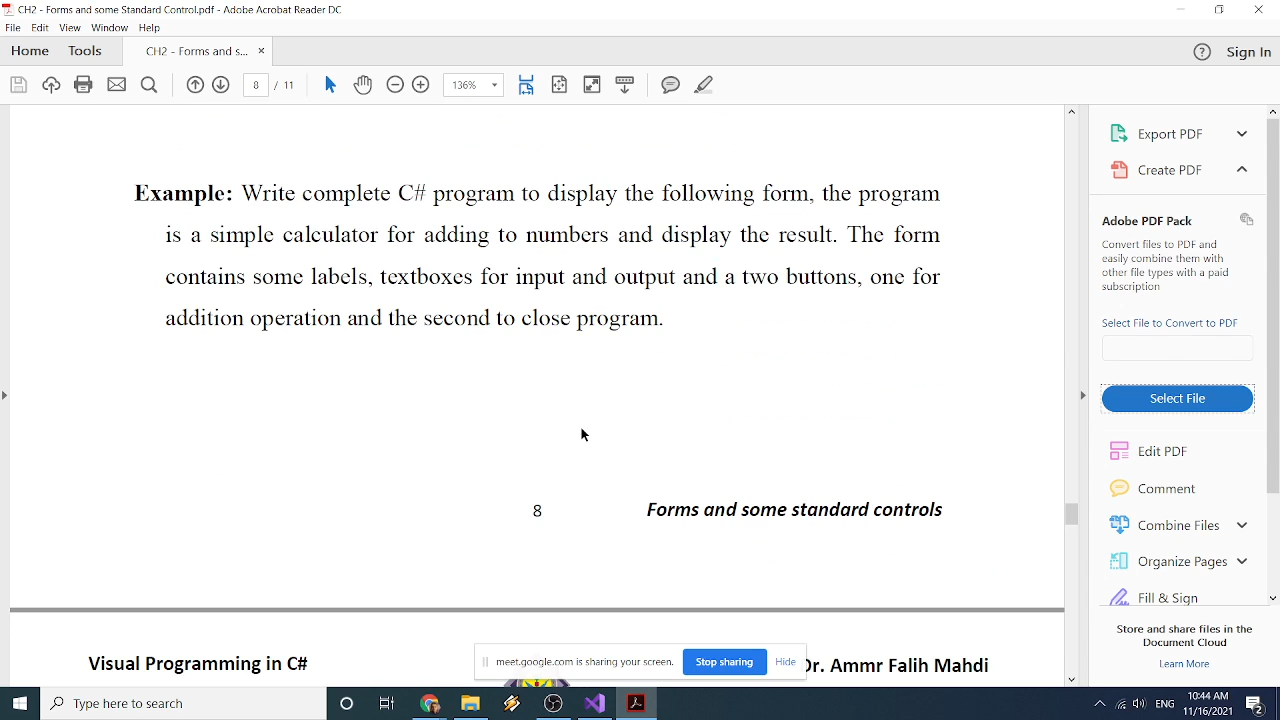 CH2 - Forms and some Standard Control.pdf - Adobe Acrobat Reader DC
File Edit View Window Help
Home Tools CH2 - Forms and s... × Sign In
8 / 11 136%
Example: Write complete C# program to display the following form, the program
is a simple calculator for adding to numbers and display the result. The form
contains some labels, textboxes for input and output and a two buttons, one for
addition operation and the second to close program.
8 Forms and some standard controls
Visual Programming in C# Dr. Ammr Falih Mahdi
Export PDF
Create PDF
Adobe PDF Pack
Convert files to PDF and
easily combine them with
other file types with a paid
subscription
Select File to Convert to PDF
Select File
Edit PDF
Comment
Combine Files
Organize Pages
Fill & Sign
Store and share files in the
Document Cloud
Learn More
meet.google.com is sharing your screen. Stop sharing Hide
Type here to search
10:44 AM
11/16/2021
2